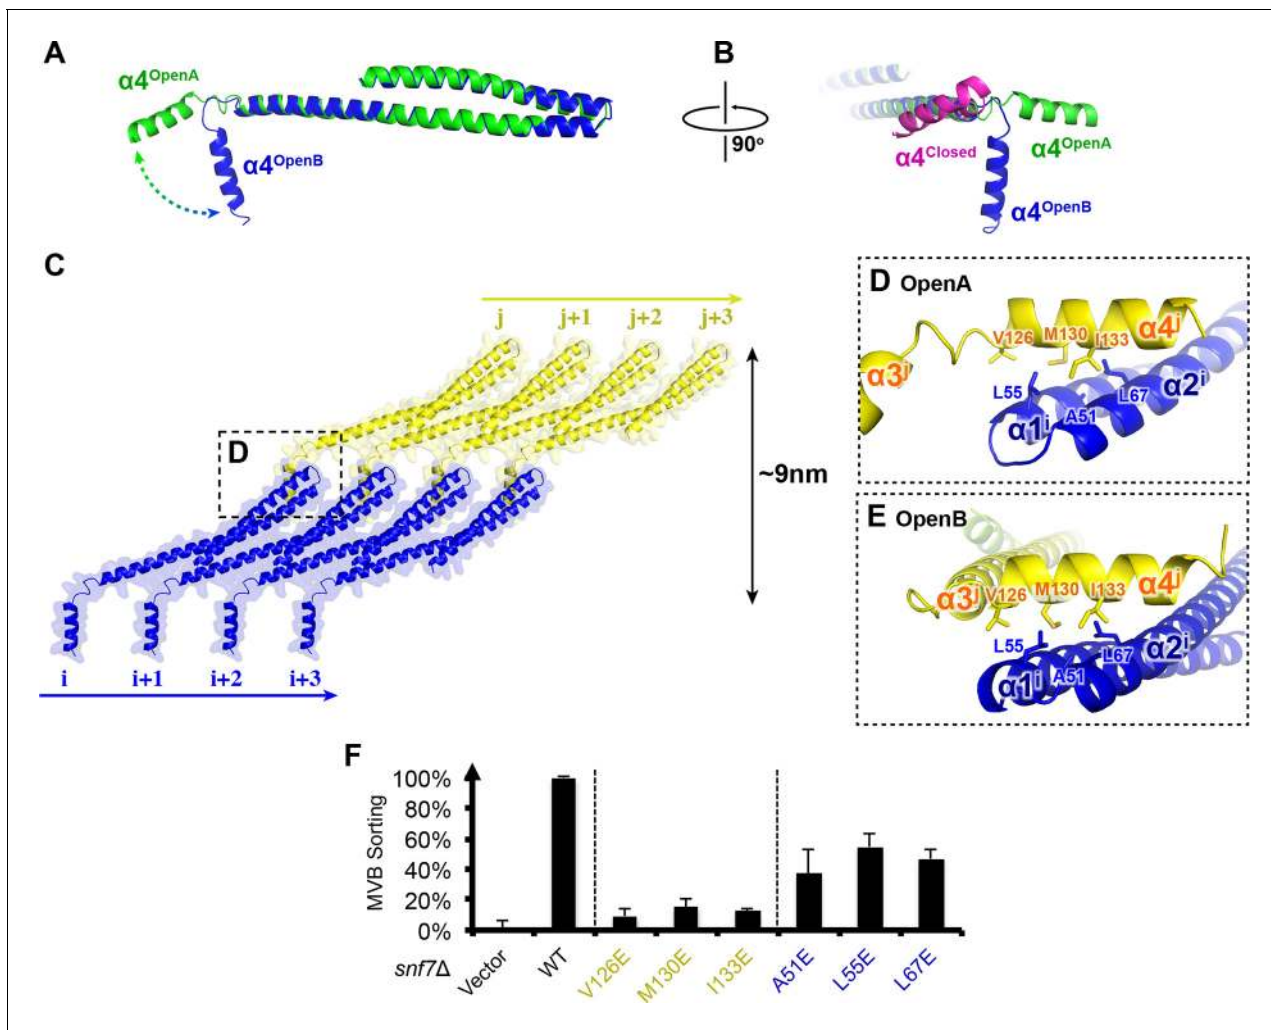 A
α4OpenA
α4OpenB
B
90°
α4Closed
α4OpenA
α4OpenB
C
j j+1 j+2 j+3
D
~9nm
i i+1 i+2 i+3
D OpenA
V126 M130 I133 α4j
α3j
L55 A51 L67 α2i
α1i
E OpenB
α3j V126 M130 I133 α4j
L55 A51 L67 α2i
α1i
F
MVB Sorting
100%
80%
60%
40%
20%
0%
snf7Δ Vector WT V126E M130E I133E A51E L55E L67E